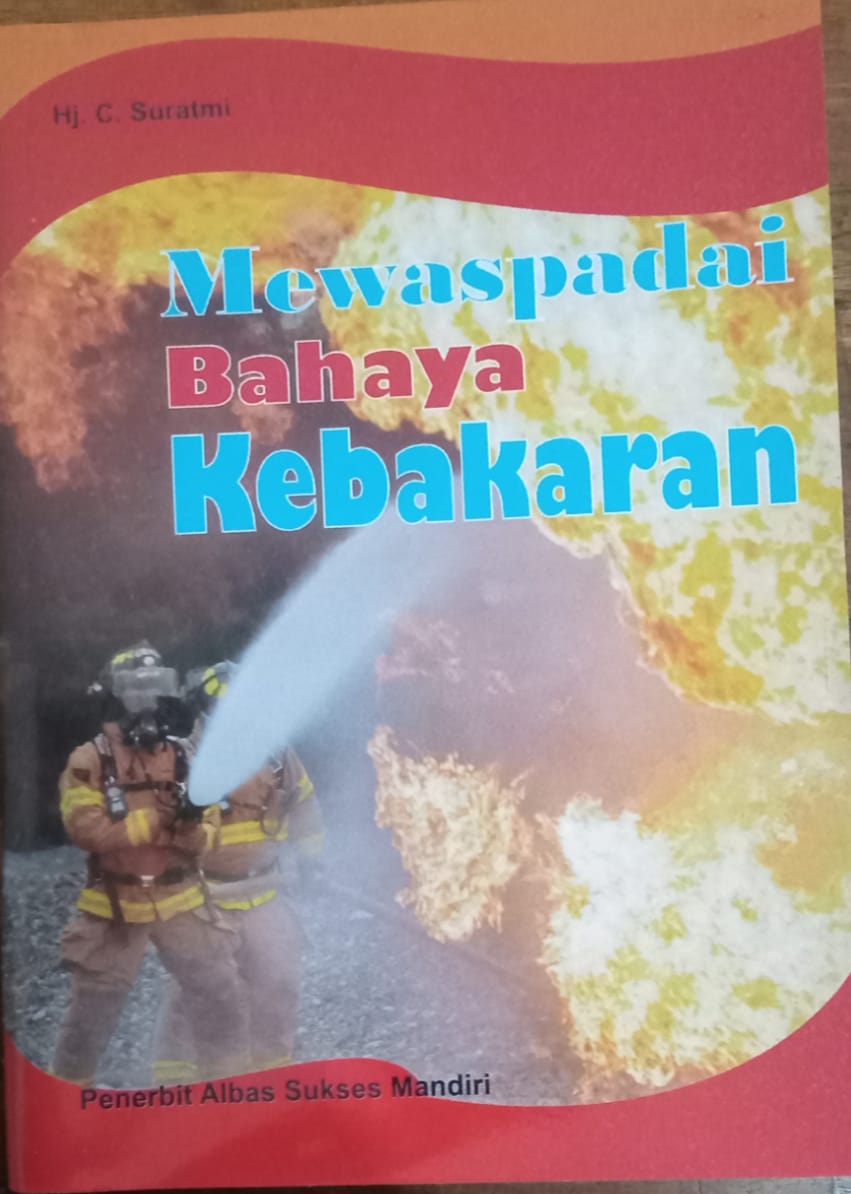 Hj. C. Suratmi
Mewaspadai
Bahaya
Kebakaran
Penerbit Albas Sukses Mandiri